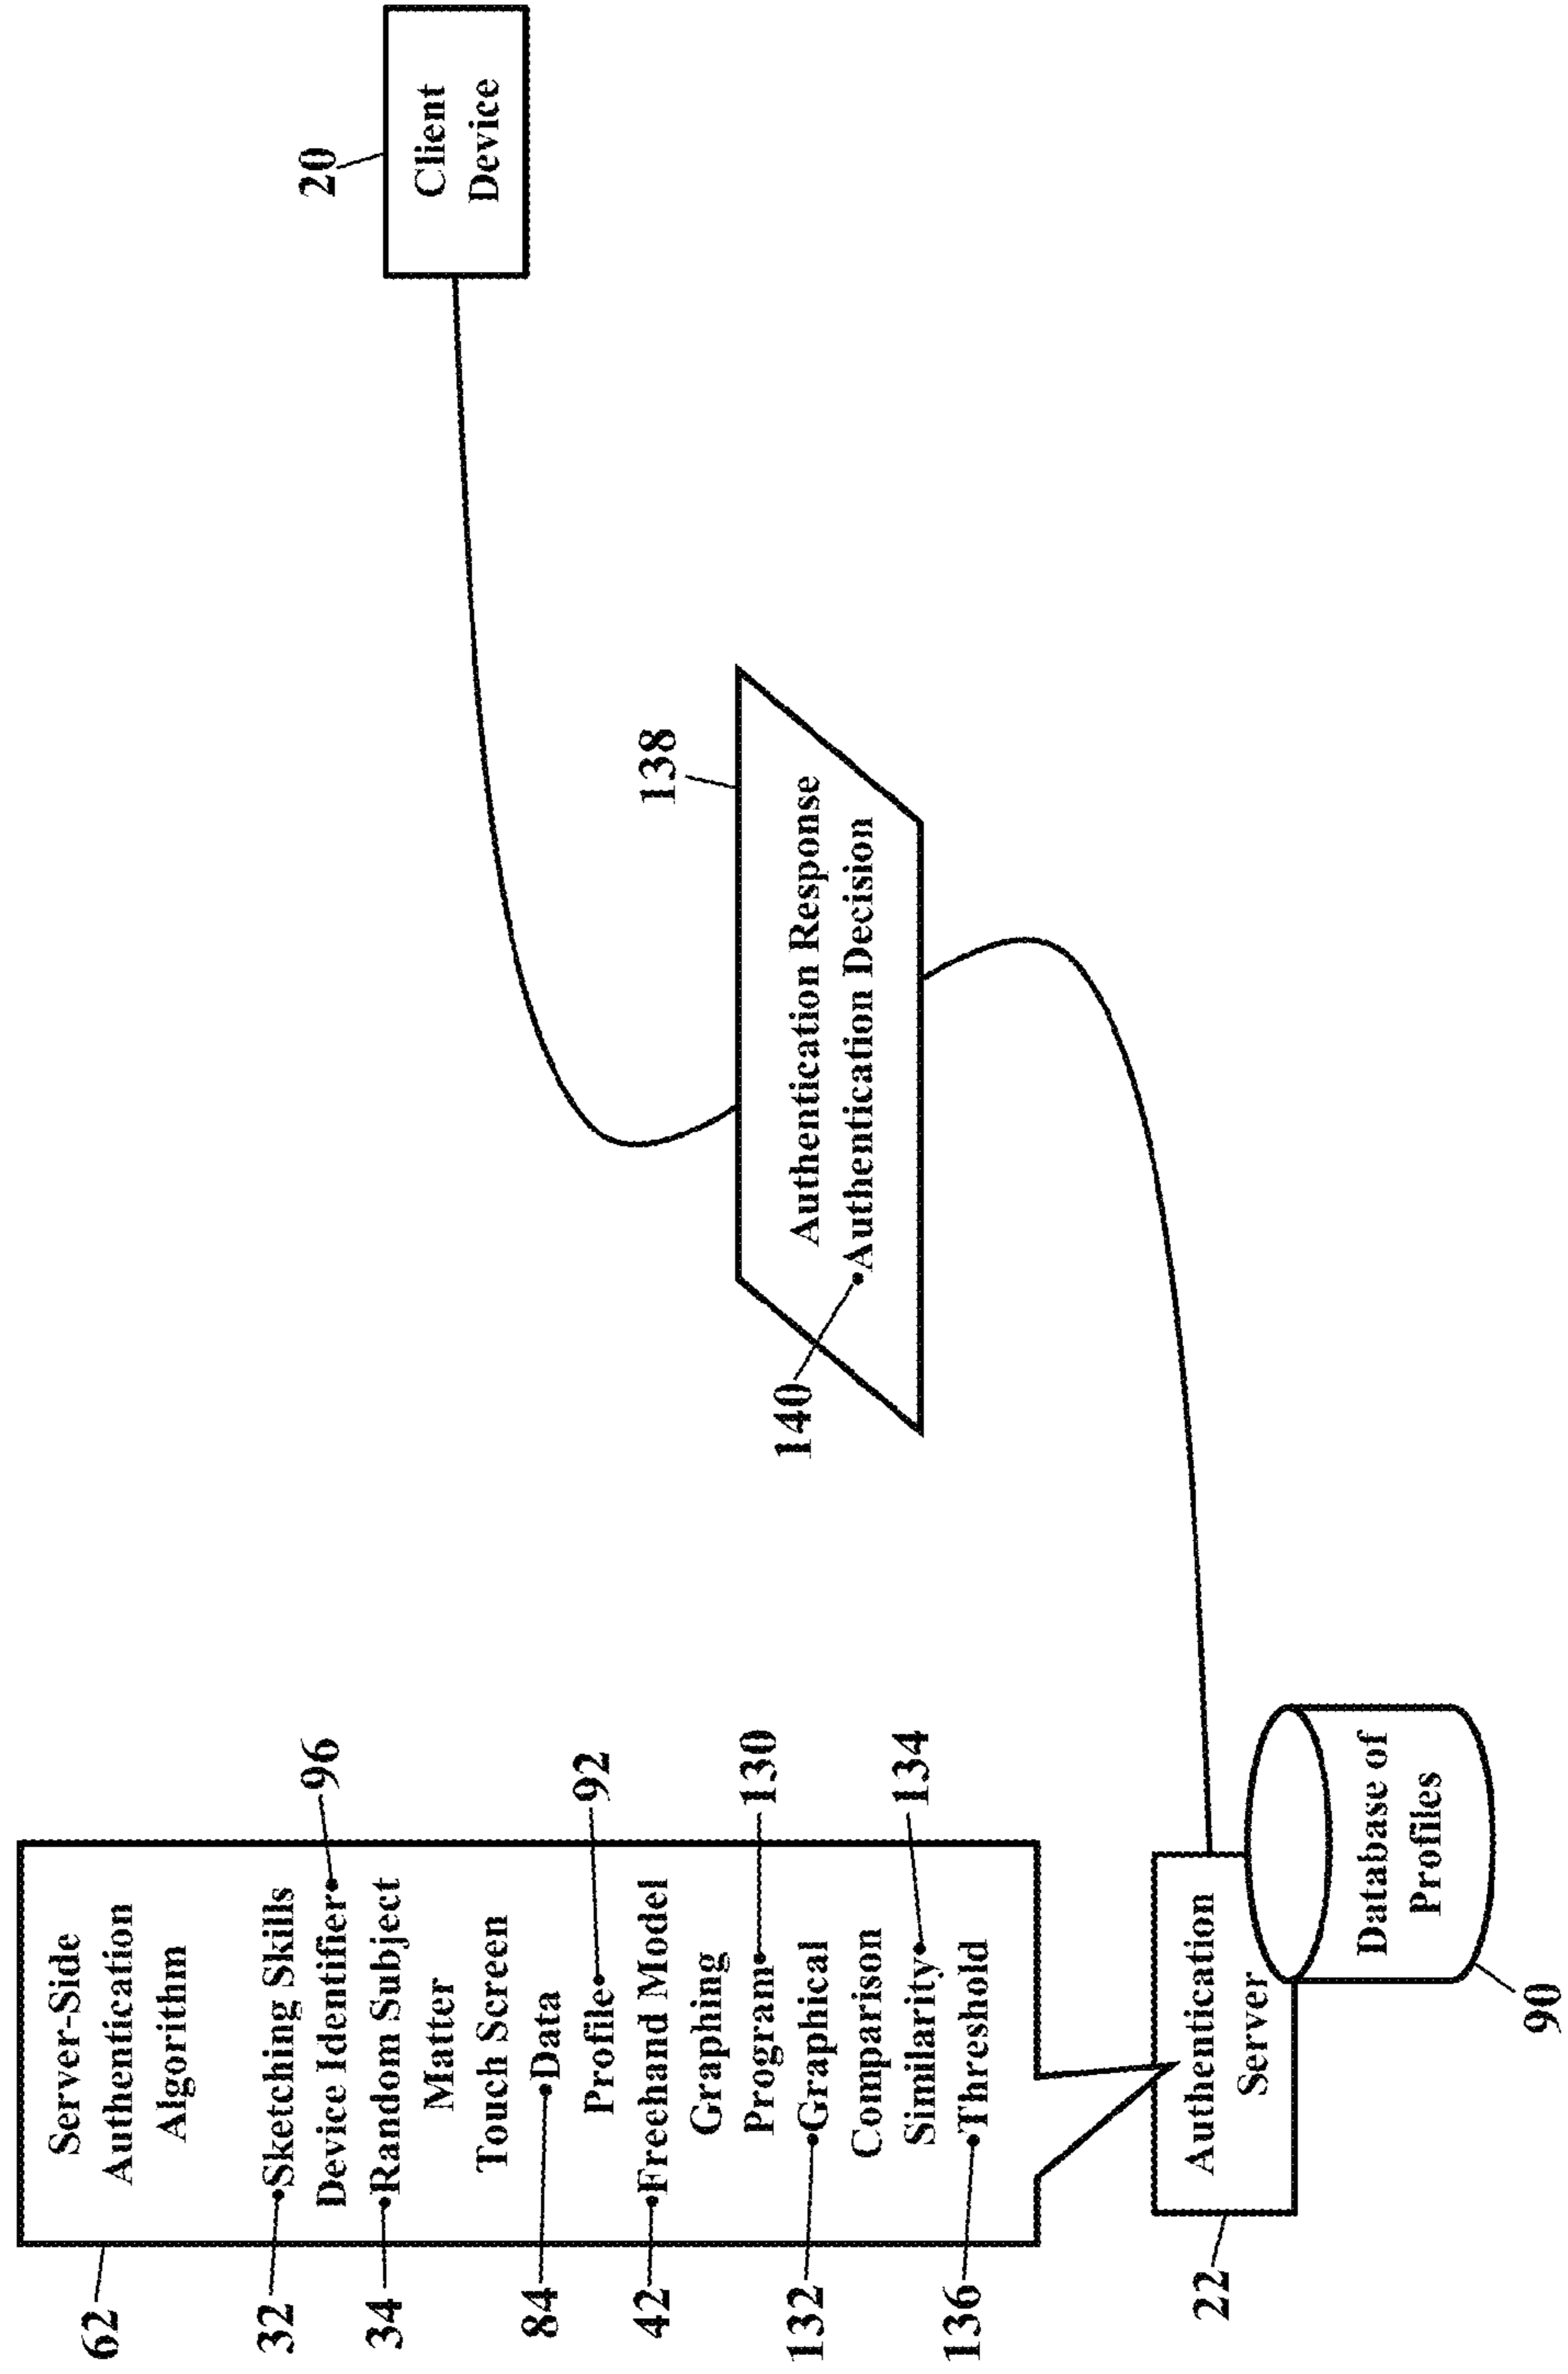 62
Server-Side
Authentication
Algorithm
32
Sketching Skills
Device Identifier
96
34
Random Subject
Matter
Touch Screen
84
Data
Profile
92
42
Freehand Model
Graphing
Program
130
132
Graphical
Comparison
Similarity
134
136
Threshold
22
Authentication
Server
Database of
Profiles
90
138
Authentication Response
140
Authentication Decision
20
Client
Device